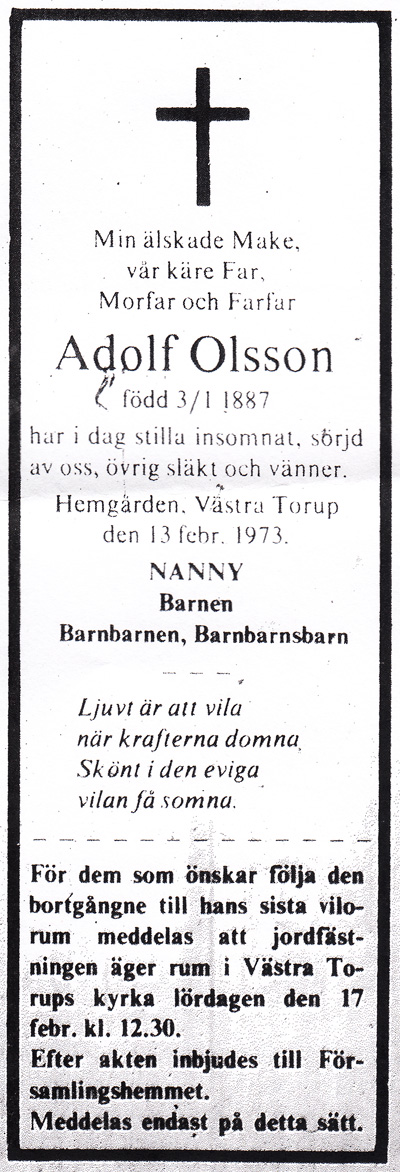 Min älskade Make,
vår käre Far,
Morfar och Farfar
Adolf Olsson
född 3/1 1887
har i dag stilla insomnat, sörjd
av oss, övrig släkt och vänner.
Hemgården, Västra Torup
den 13 febr. 1973.
NANNY
Barnen
Barnbarnen, Barnbarnsbarn
Ljuvt är att vila
när krafterna domna
Skönt i den eviga
vilan få somna.
För dem som önskar följa den
bortgångne till hans sista vilo-
rum meddelas att jordfäst-
ningen äger rum i Västra To-
rups kyrka lördagen den 17
febr. kl. 12.30.
Efter akten inbjudes till För-
samlingshemmet.
Meddelas endast på detta sätt.